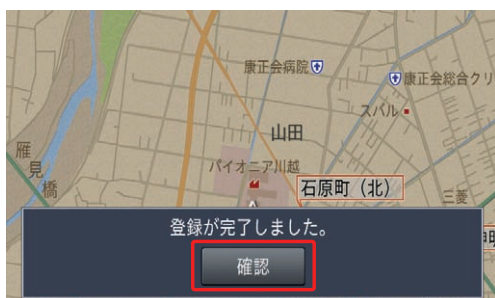 康正会病院
康正会総合クリ
スバル
山田
パイオニア川越
雁見橋
石原町（北）
三菱
登録が完了しました。
確認